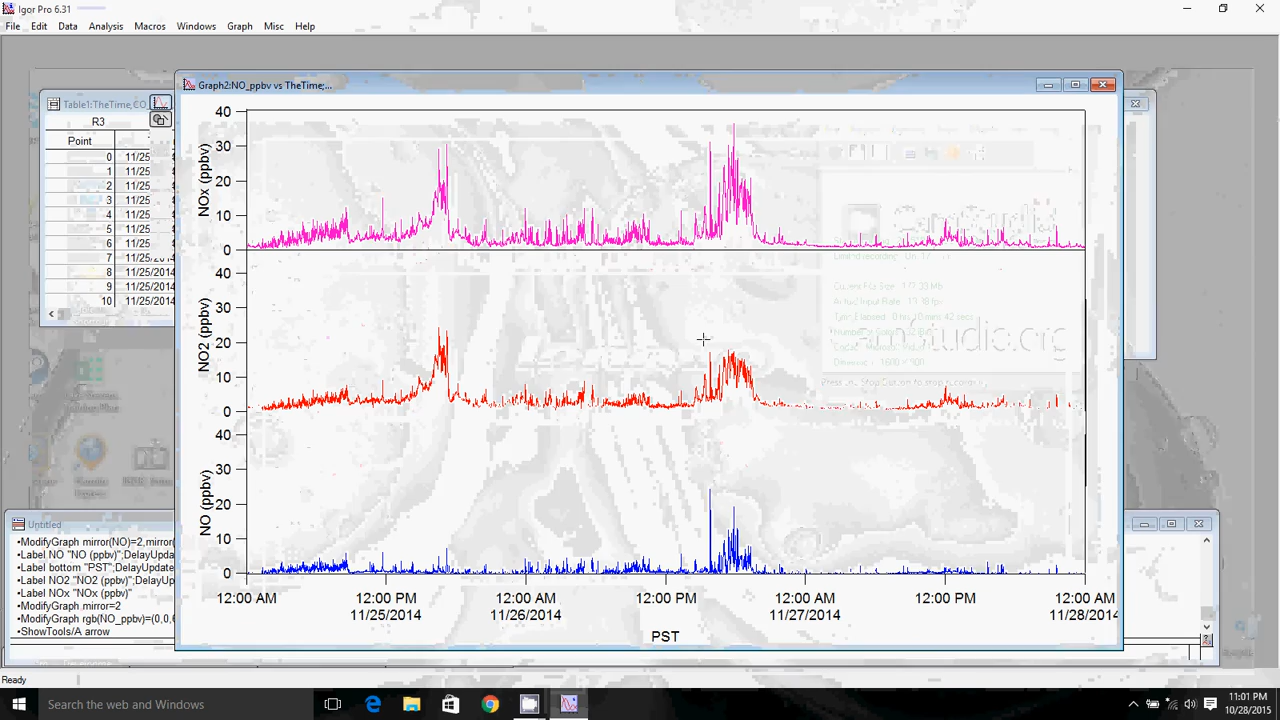 Igor Pro 6.31
File Edit Data Analysis Macros Windows Graph Misc Help
Graph2:NO_ppbv vs TheTime;...
Table1:TheTime,CO
R3
Point
0 11/25
1 11/25
2 11/25
3 11/25
4 11/25
5 11/25
6 11/25
7 11/25/2014
8 11/25/2014
9 11/25/2014
10 11/25/2014
NOx (ppbv)
40
30
20
10
0
NO2 (ppbv)
40
30
20
10
0
NO (ppbv)
40
30
20
10
0
12:00 AM 12:00 PM 12:00 AM 12:00 PM 12:00 AM 12:00 PM 12:00 AM
11/25/2014 11/26/2014 11/27/2014 11/28/2014
PST
CamStudio
camstudio.org
Untitled
•ModifyGraph mirror(NO)=2,mirror
•Label NO "NO (ppbv)";DelayUpdat
•Label bottom "PST";DelayUpdate
•Label NO2 "NO2 (ppbv)";DelayUp
•Label NOx "NOx (ppbv)"
•ModifyGraph mirror=2
•ModifyGraph rgb(NO_ppbv)=(0,0,6
•ShowTools/A arrow
Ready
Search the web and Windows
11:01 PM
10/28/2015